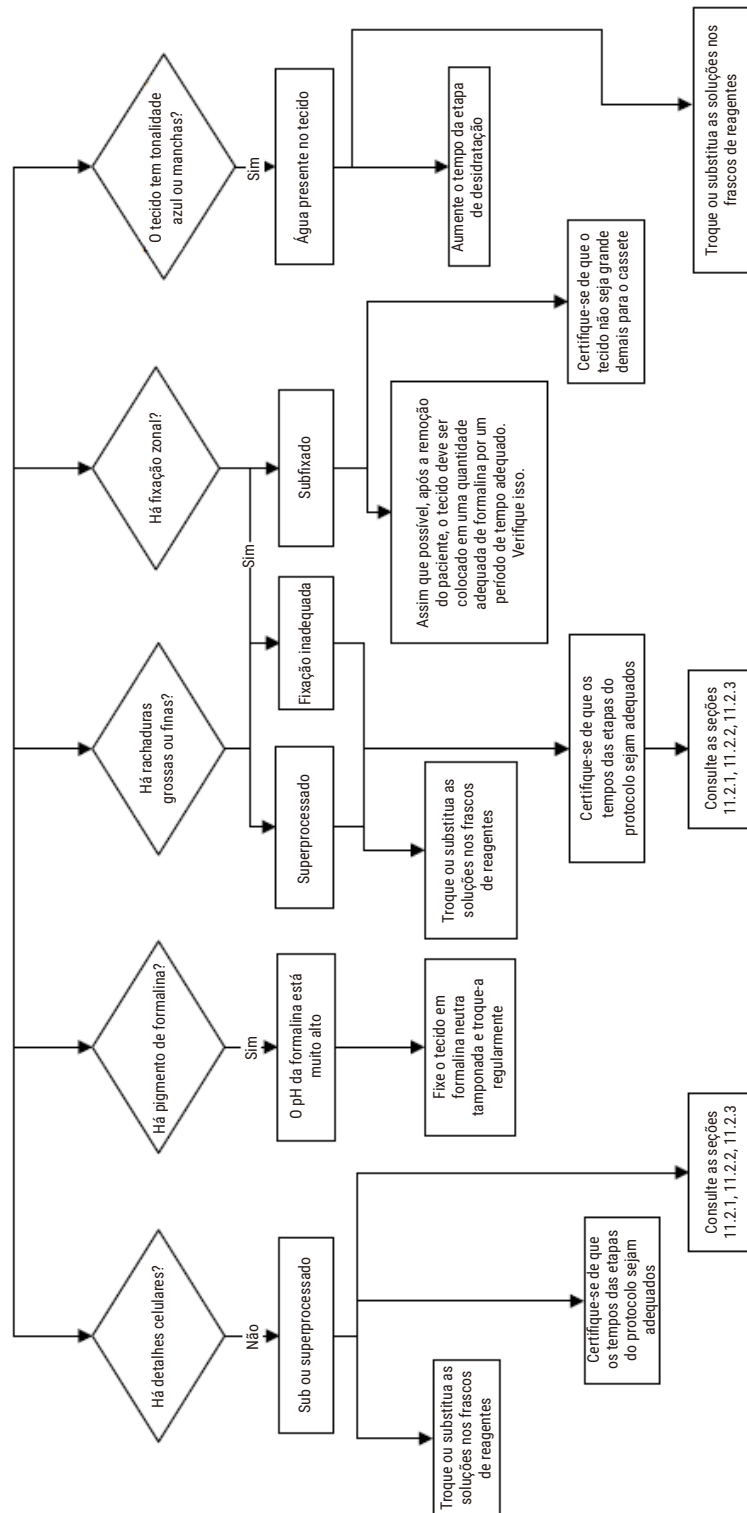 Há detalhes celulares?
Não
Sub ou superprocessado
Troque ou substitua as
soluções nos frascos
de reagentes
Certifique-se de que
os tempos das etapas
do protocolo sejam
adequados
Consulte as seções
11.2.1, 11.2.2, 11.2.3
Há pigmento de formalina?
Sim
O pH da formalina está
muito alto
Fixe o tecido em
formalina neutra
tamponada e troque-a
regularmente
Há rachaduras
grossas ou finas?
Superprocessado
Fixação inadequada
Troque ou substitua as
soluções nos frascos
de reagentes
Certifique-se de que os
tempos das etapas do
protocolo sejam adequados
Consulte as seções
11.2.1, 11.2.2, 11.2.3
Há fixação zonal?
Sim
Subfixado
Assim que possível, após a remoção
do paciente, o tecido deve ser
colocado em uma quantidade
adequada de formalina por um
período de tempo adequado.
Verifique isso.
Certifique-se de que o
tecido não seja grande
demais para o cassete
O tecido tem tonalidade
azul ou manchas?
Sim
Água presente no tecido
Aumente o tempo da etapa
de desidratação
Troque ou substitua as soluções nos
frascos de reagentes